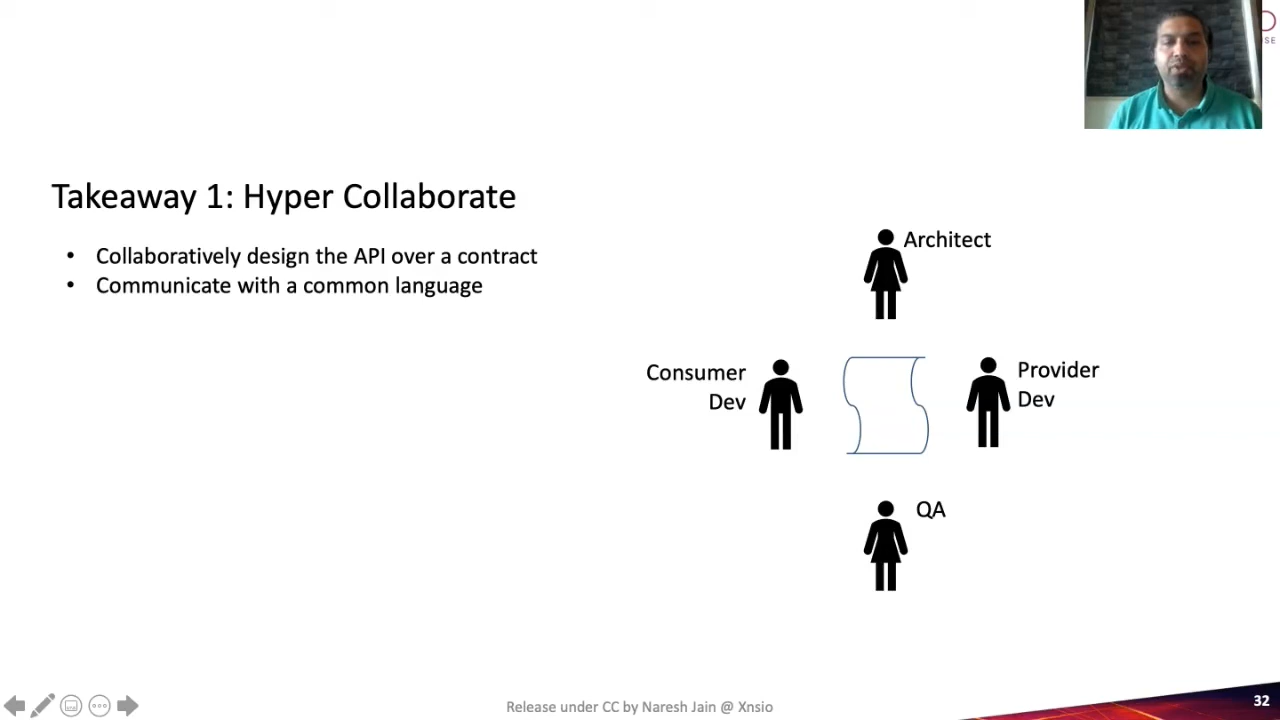 Takeaway 1: Hyper Collaborate
• Collaboratively design the API over a contract
• Communicate with a common language
Architect
Consumer
Dev
Provider
Dev
QA
Release under CC by Naresh Jain @ Xnsio
32